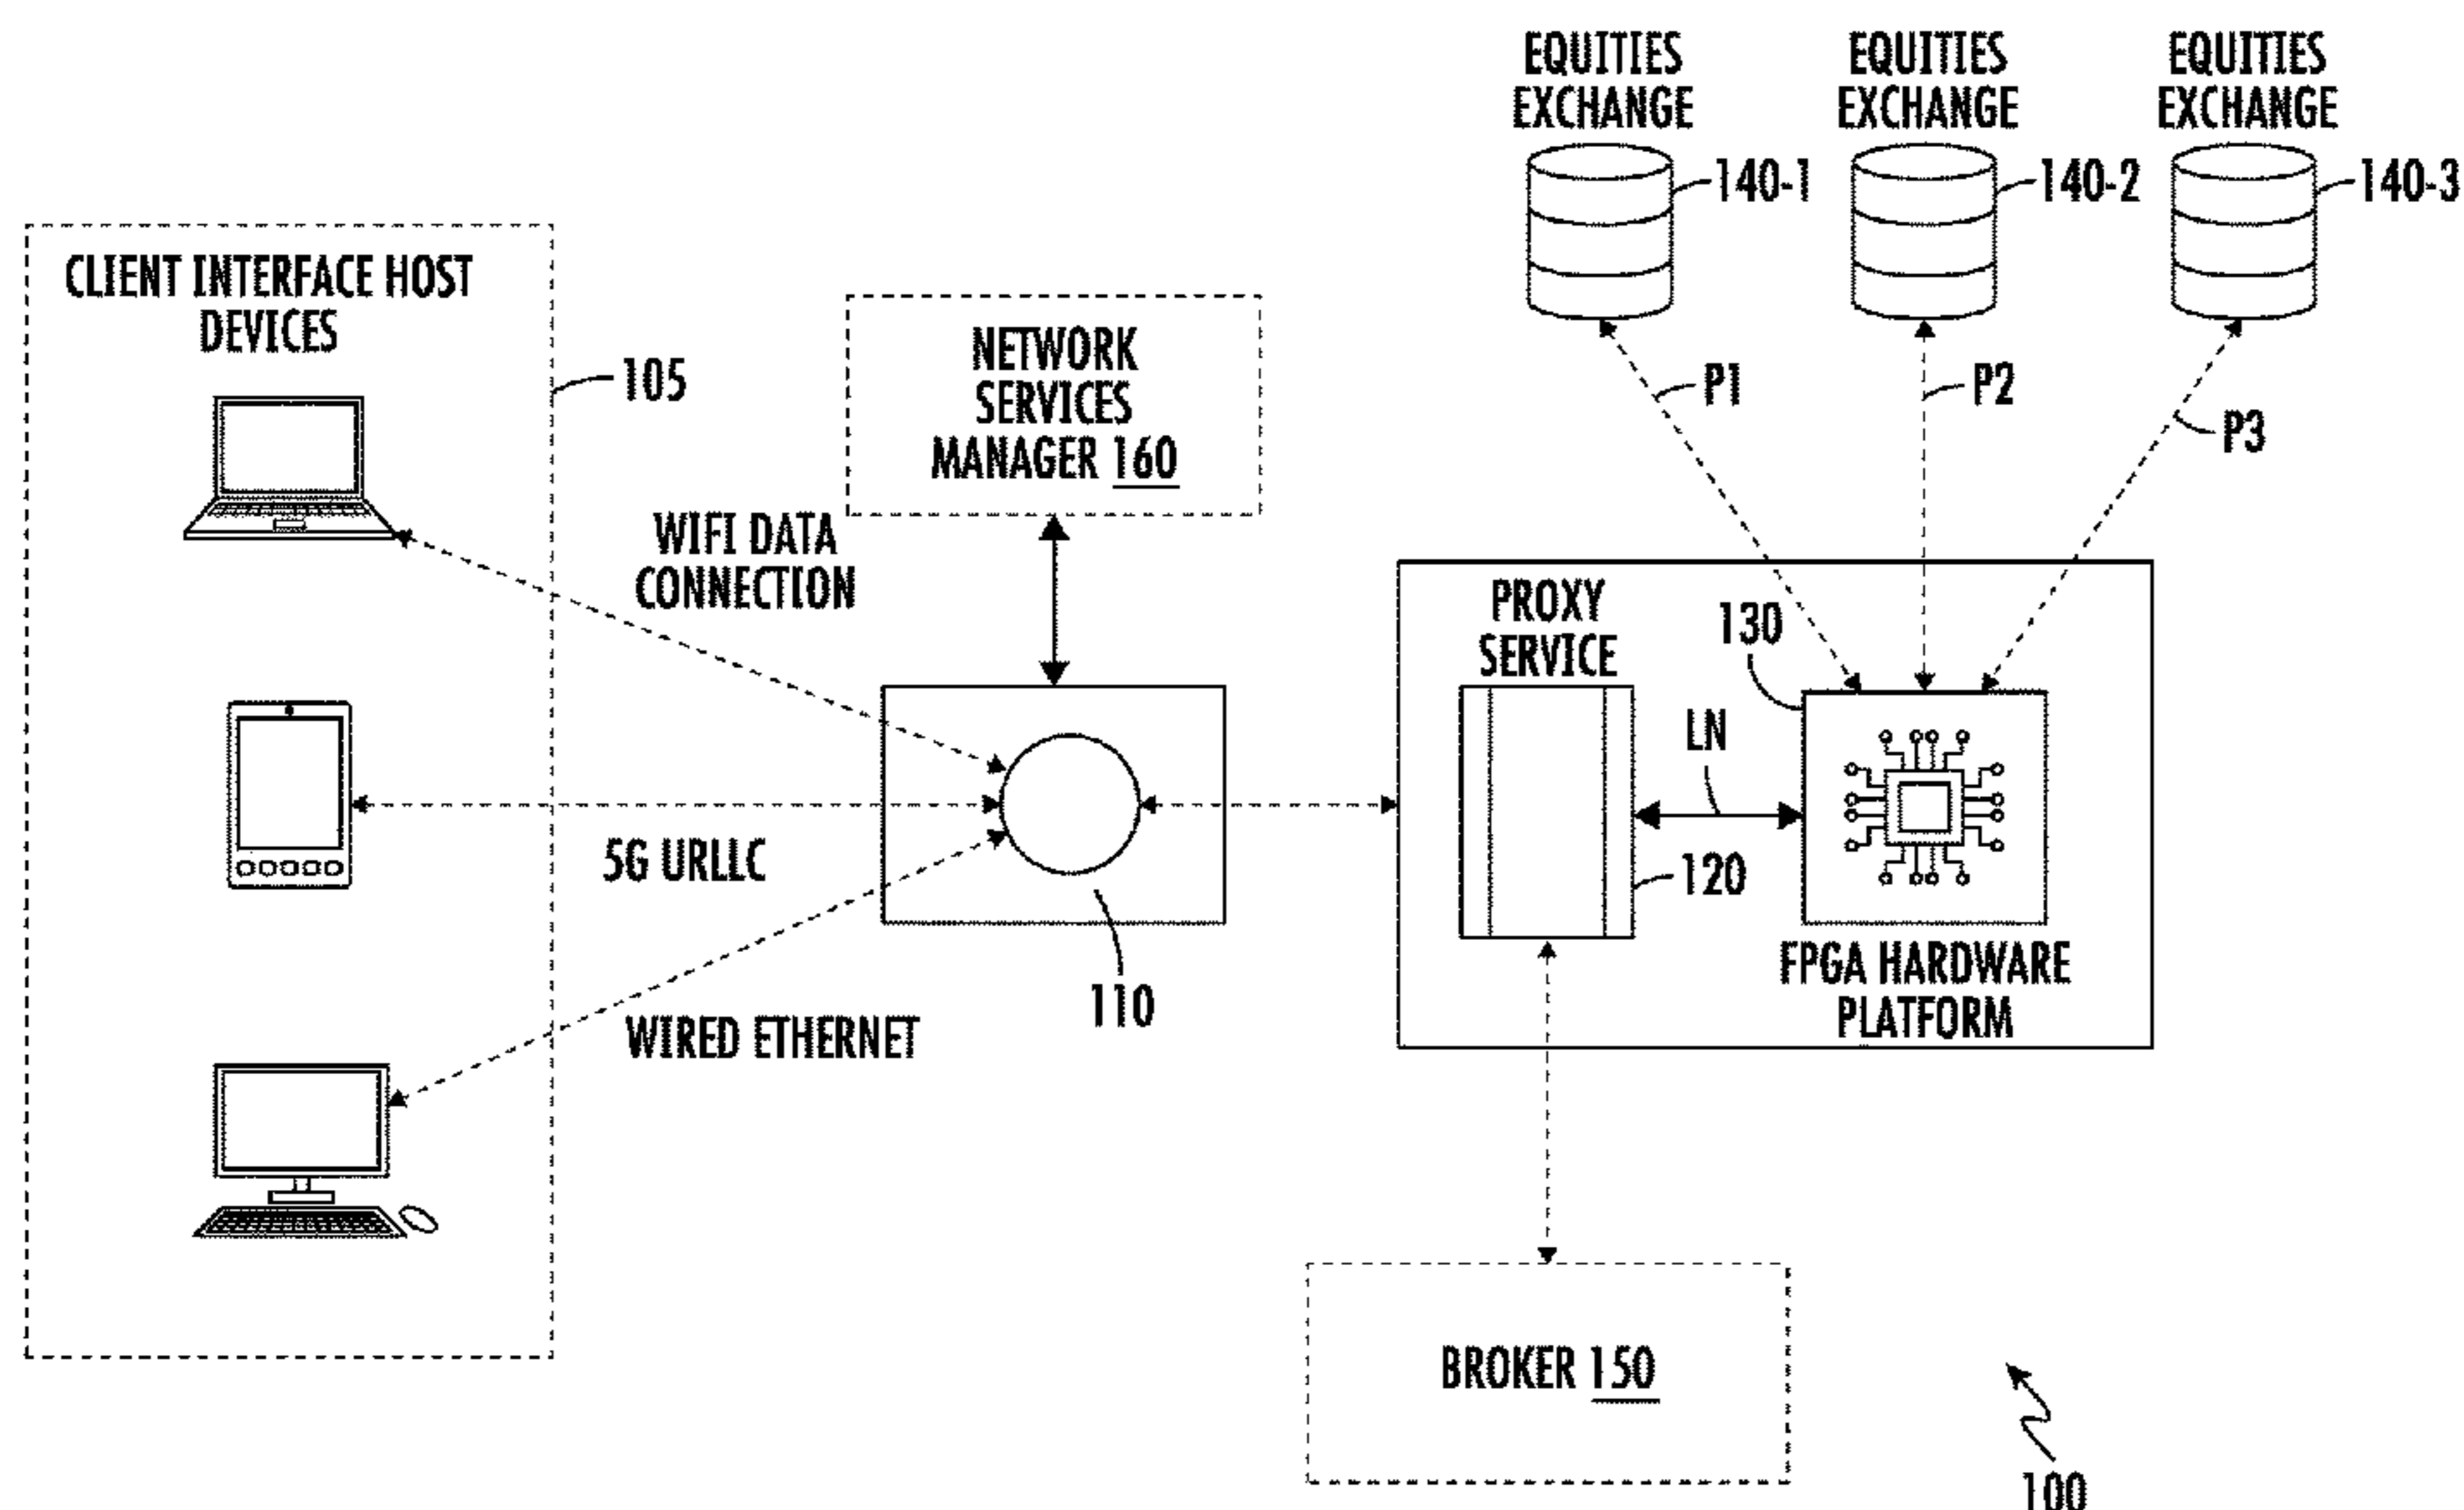 EQUITIES
EXCHANGE
140-1
EQUITIES
EXCHANGE
140-2
EQUITIES
EXCHANGE
140-3
CLIENT INTERFACE HOST
DEVICES
105
NETWORK
SERVICES
MANAGER 160
P1
P2
P3
WIFI DATA
CONNECTION
5G URLLC
WIRED ETHERNET
110
PROXY
SERVICE
130
LN
120
FPGA HARDWARE
PLATFORM
BROKER 150
100